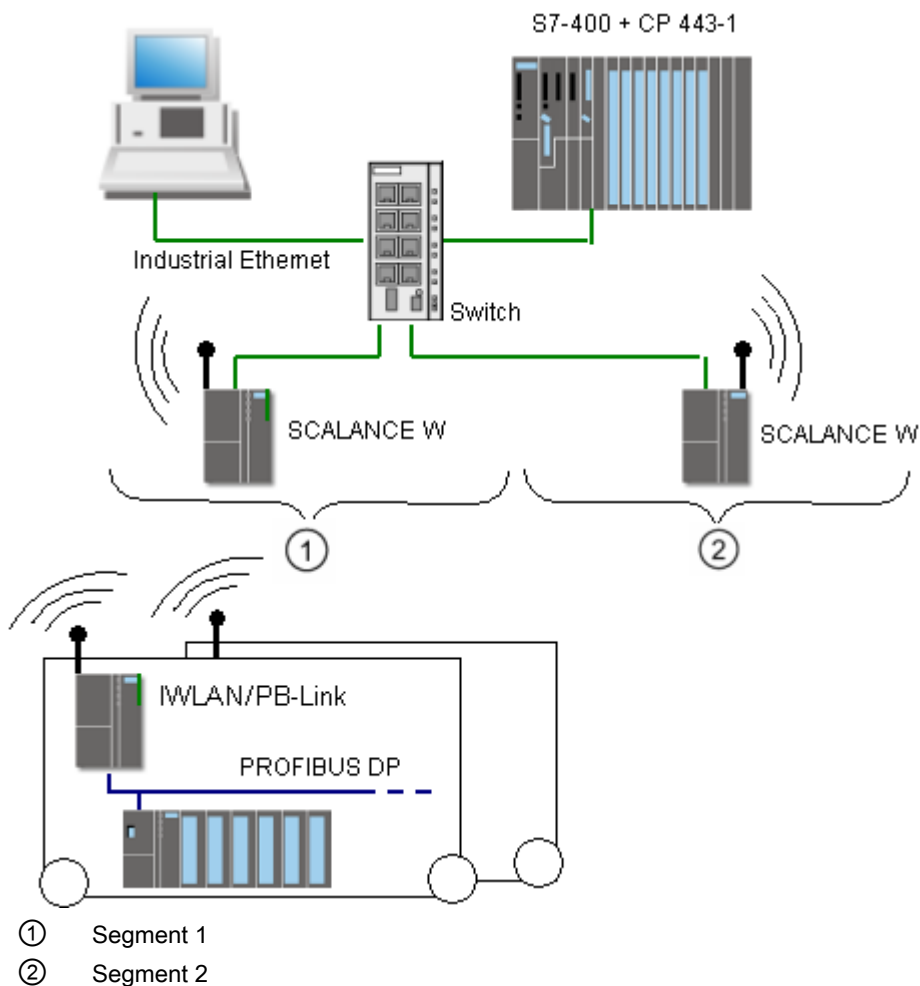 S7-400 + CP 443-1
Industrial Ethernet
Switch
SCALANCE W
SCALANCE W
① ②
IWLAN/PB-Link
PROFIBUS DP
① Segment 1
② Segment 2